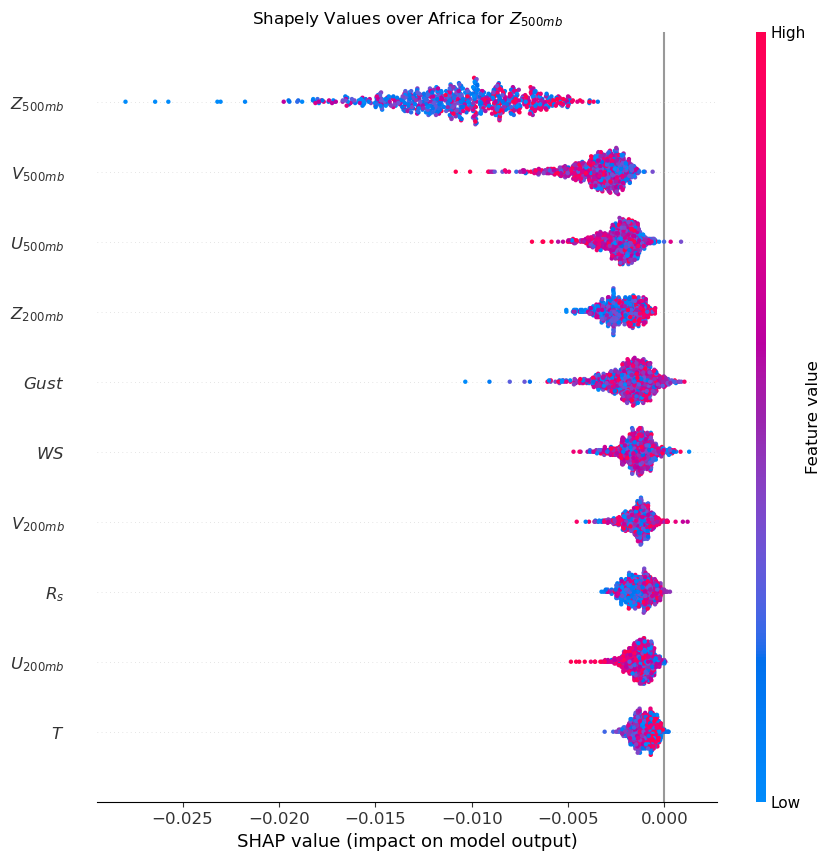 Shapely Values over Africa for Z500mb
High
Z500mb
V500mb
U500mb
Z200mb
Gust
WS
V200mb
Rs
U200mb
T
Feature value
Low
−0.025 −0.020 −0.015 −0.010 −0.005 0.000
SHAP value (impact on model output)